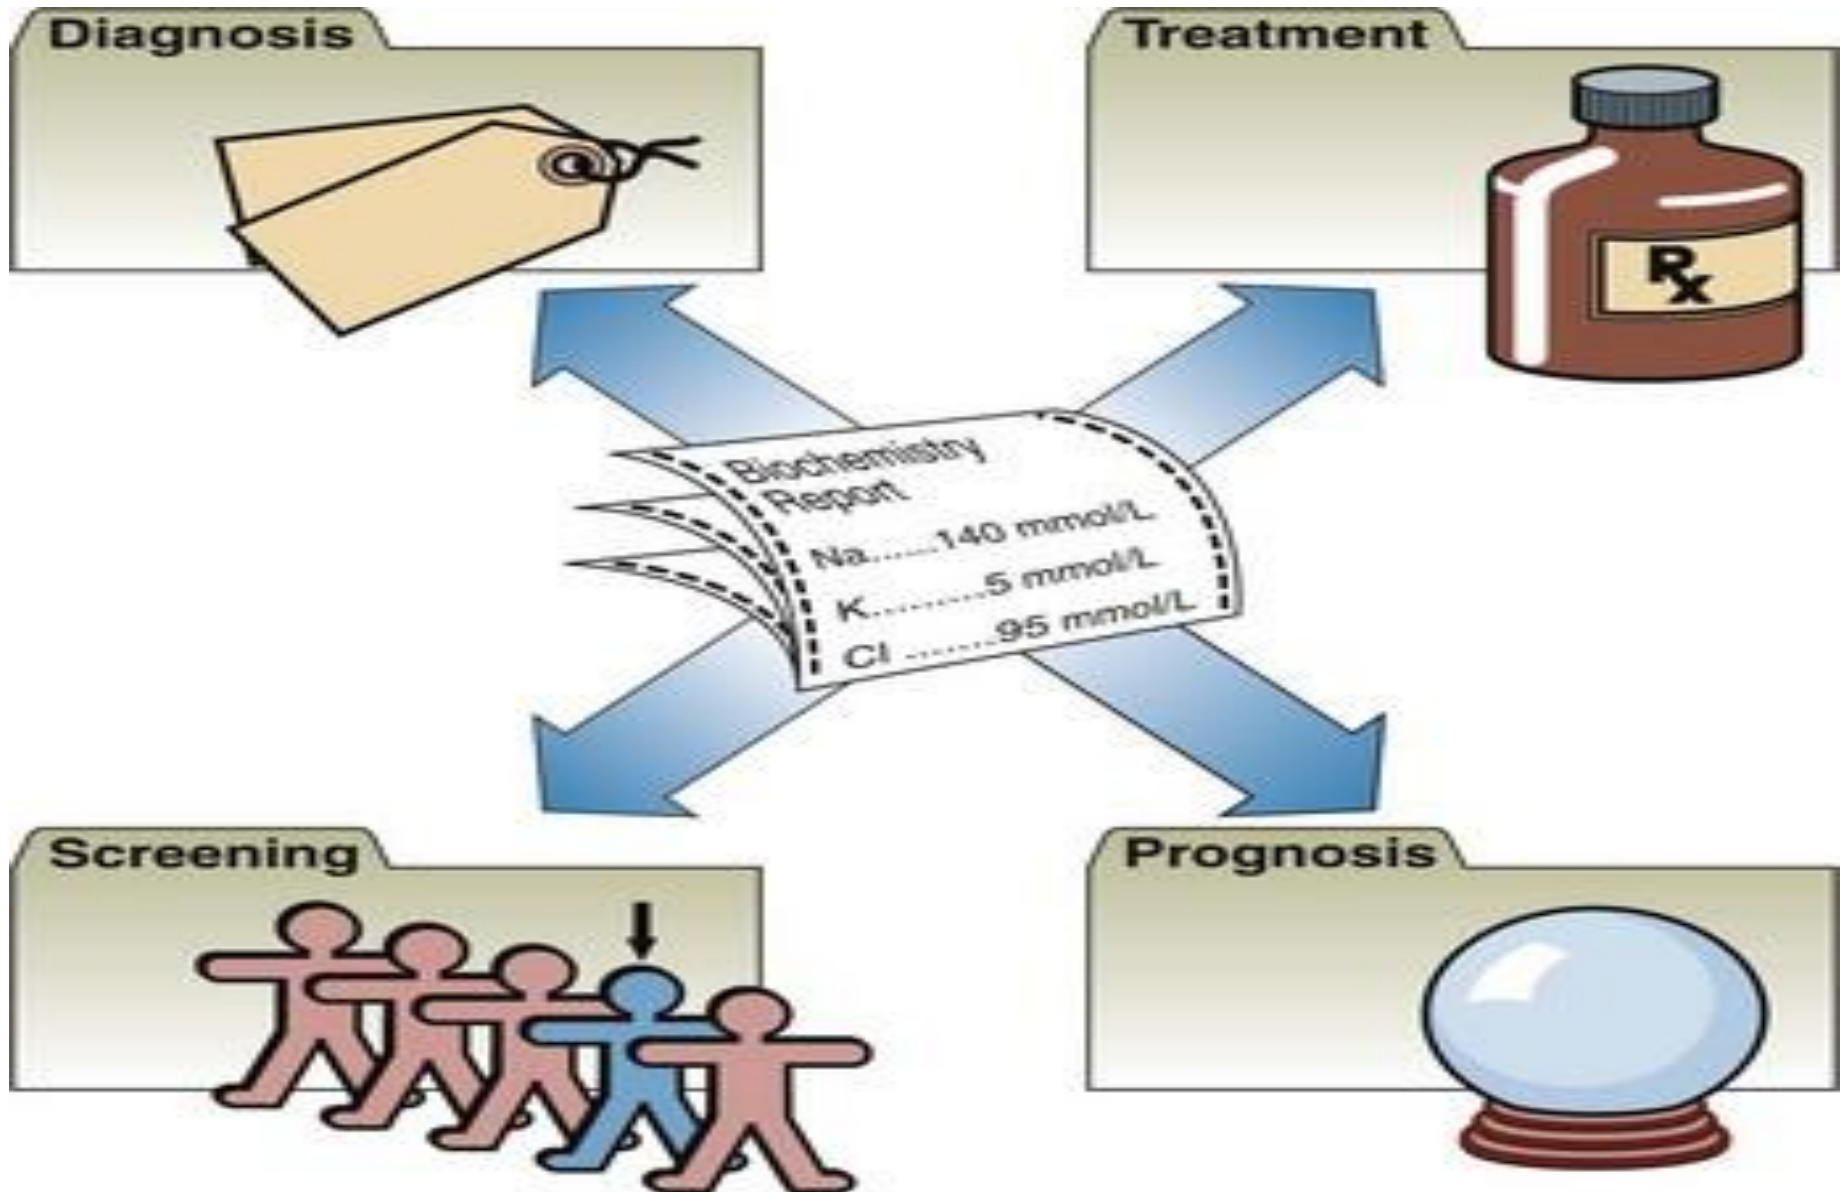 Diagnosis
Treatment
Rx
Biochemistry
Report
Na......140 mmol/L
K..........5 mmol/L
Cl ........95 mmol/L
Screening
Prognosis